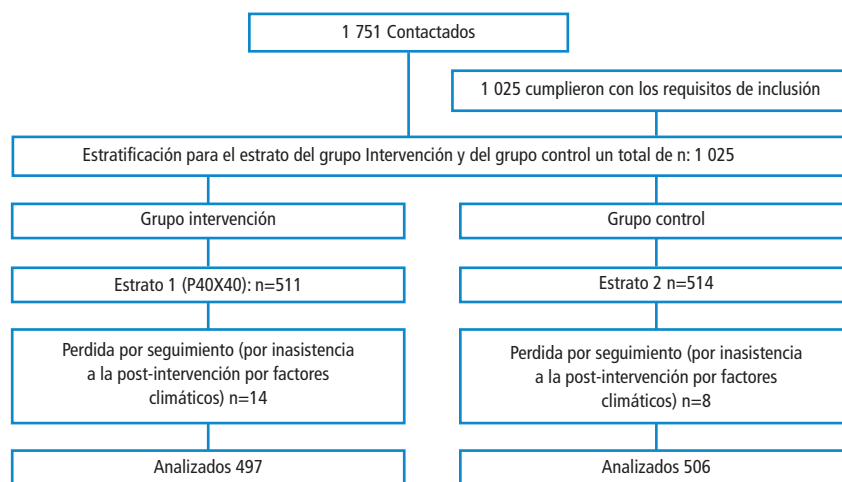 1 751 Contactados
1 025 cumplieron con los requisitos de inclusión
Estratificación para el estrato del grupo Intervención y del grupo control un total de n: 1 025
Grupo intervención
Grupo control
Estrato 1 (P40X40): n=511
Estrato 2 n=514
Perdida por seguimiento (por inasistencia
a la post-intervención por factores
climáticos) n=14
Perdida por seguimiento (por inasistencia
a la post-intervención por factores
climáticos) n=8
Analizados 497
Analizados 506